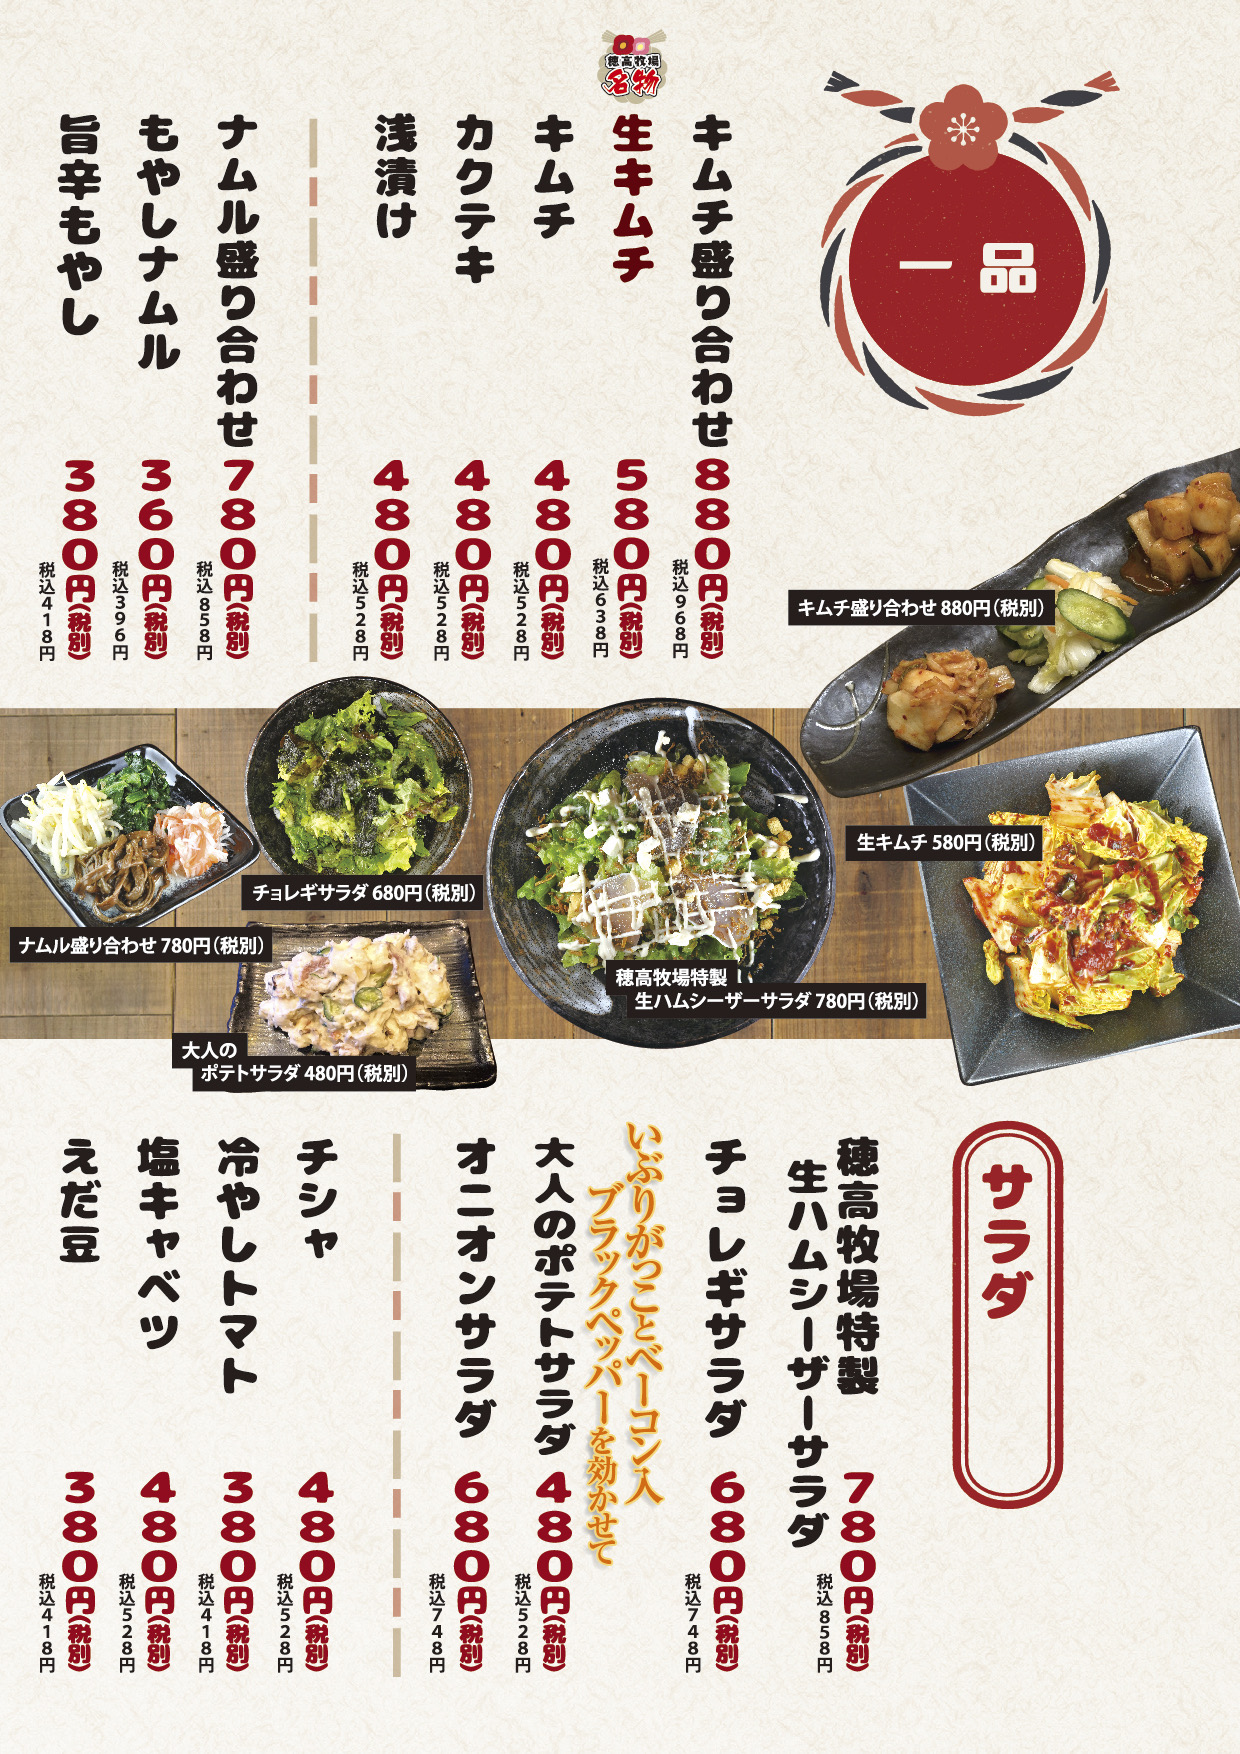 一品
穂高牧場
名物
キムチ盛り合わせ 880円(税別)
税込968円
生キムチ 580円(税別)
税込638円
キムチ 480円(税別)
税込528円
カクテキ 480円(税別)
税込528円
浅漬け 480円(税別)
税込528円
ナムル盛り合わせ 780円(税別)
税込858円
もやしナムル 360円(税別)
税込396円
旨辛もやし 380円(税別)
税込418円
キムチ盛り合わせ 880円(税別)
生キムチ 580円(税別)
穂高牧場特製
生ハムシーザーサラダ 780円(税別)
チョレギサラダ 680円(税別)
ナムル盛り合わせ 780円(税別)
大人の
ポテトサラダ 480円(税別)
サラダ
穂高牧場特製
生ハムシーザーサラダ 780円(税別)
税込858円
チョレギサラダ 680円(税別)
税込748円
いぶりがっことベーコン入
ブラックペッパーを効かせて
大人のポテトサラダ 480円(税別)
税込528円
オニオンサラダ 680円(税別)
税込748円
チシャ 480円(税別)
税込528円
冷やしトマト 380円(税別)
税込418円
塩キャベツ 480円(税別)
税込528円
えだ豆 380円(税別)
税込418円